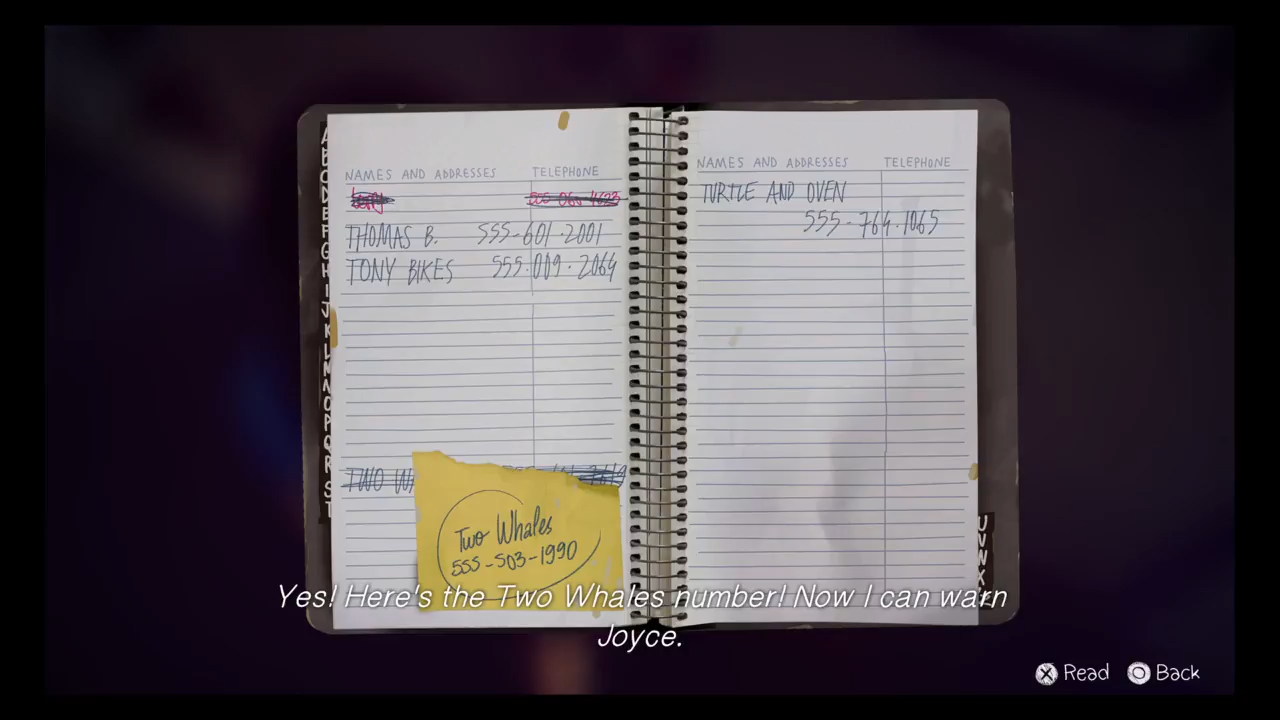 NAMES AND ADDRESSES TELEPHONE
THOMAS B. 555-601·2001
TONY BIKES 555·009·2064
TWO
Two Whales
555-503-1990
NAMES AND ADDRESSES TELEPHONE
TURTLE AND OVEN
555-764·1065
A
B
C
D
E
F
G
H
I
J
K
L
M
N
O
P
Q
R
S
T
U
V
W
X
Yes! Here's the Two Whales number! Now I can warn
Joyce.
Read Back